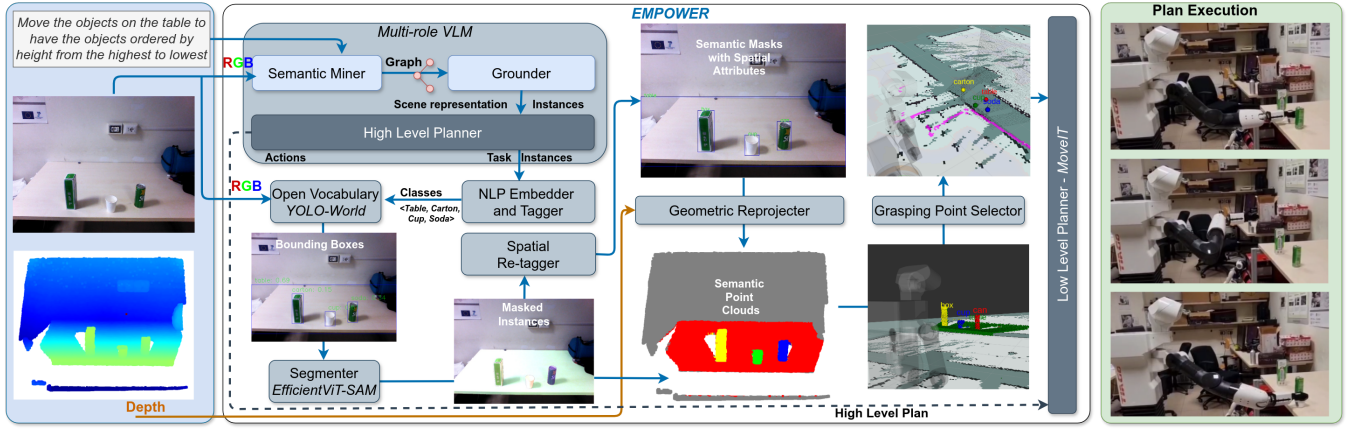 Move the objects on the table to
have the objects ordered by
height from the highest to lowest
RGB
RGB
Depth
EMPOWER
Multi-role VLM
Semantic Miner
Graph
Grounder
Scene representation
Instances
High Level Planner
Actions
Task
Instances
Open Vocabulary
YOLO-World
Classes
<Table, Carton,
Cup, Soda>
NLP Embedder
and Tagger
Bounding Boxes
Spatial
Re-tagger
Masked
Instances
Segmenter
EfficientViT-SAM
Semantic Masks
with Spatial
Attributes
Geometric Reprojecter
Semantic
Point
Clouds
carton
soda
Grasping Point Selector
box
High Level Plan
Low Level Planner - MoveIT
Plan Execution